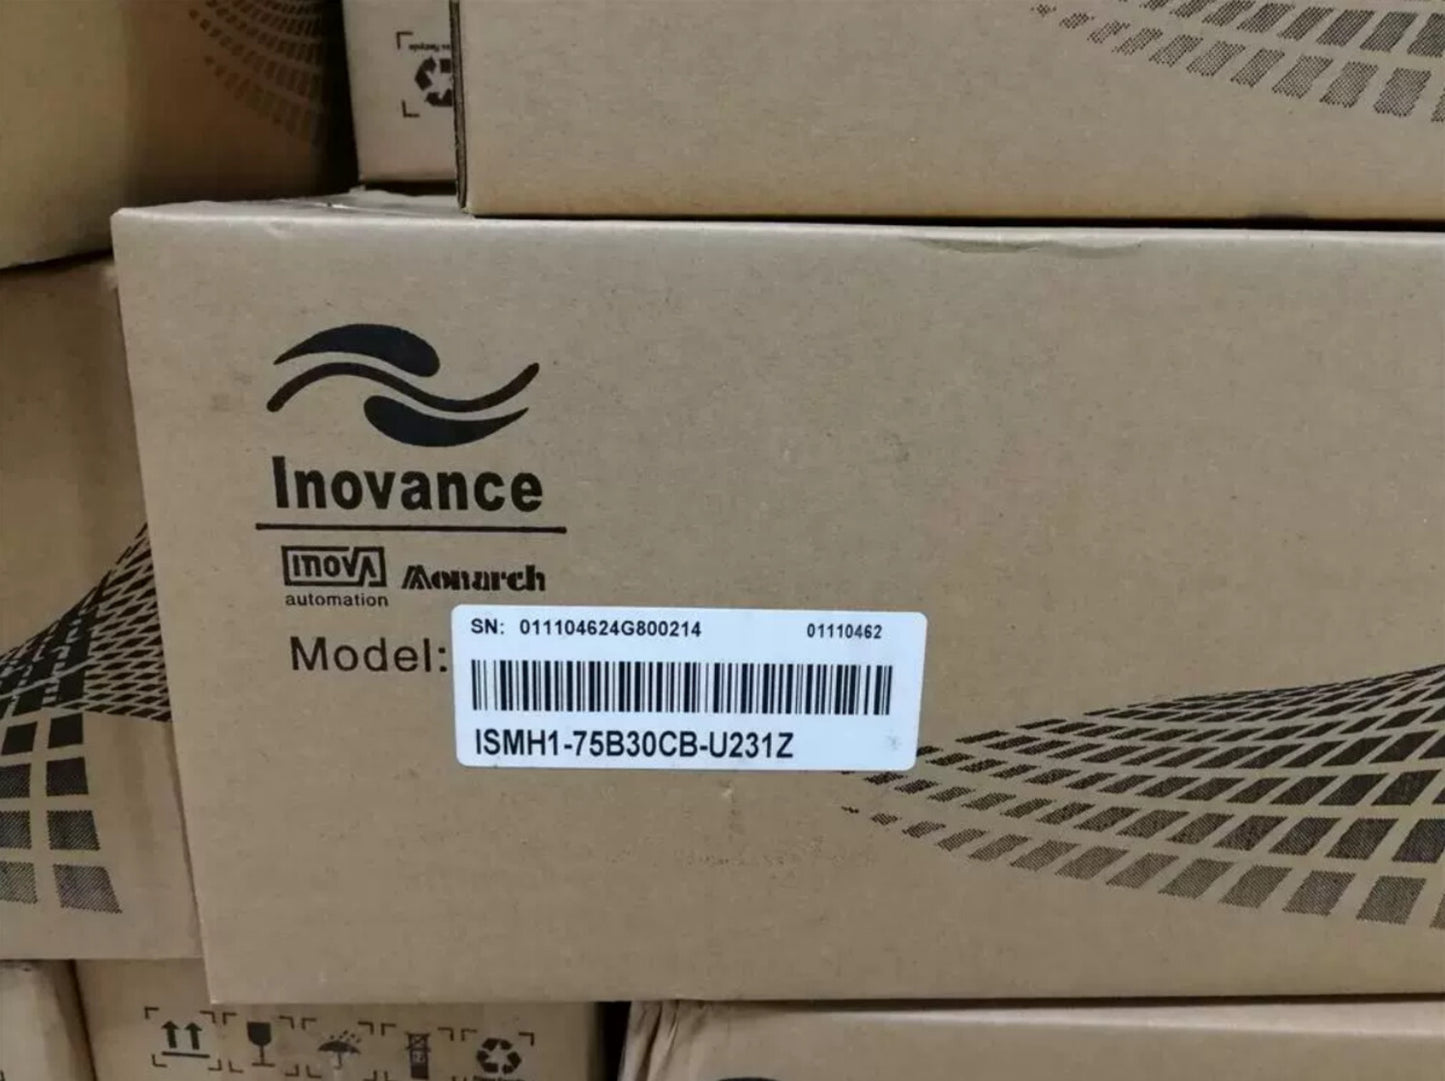 Inovance
INOVA Monarch
automation
Model:
SN: 011104624G800214 01110462
ISMH1-75B30CB-U231Z